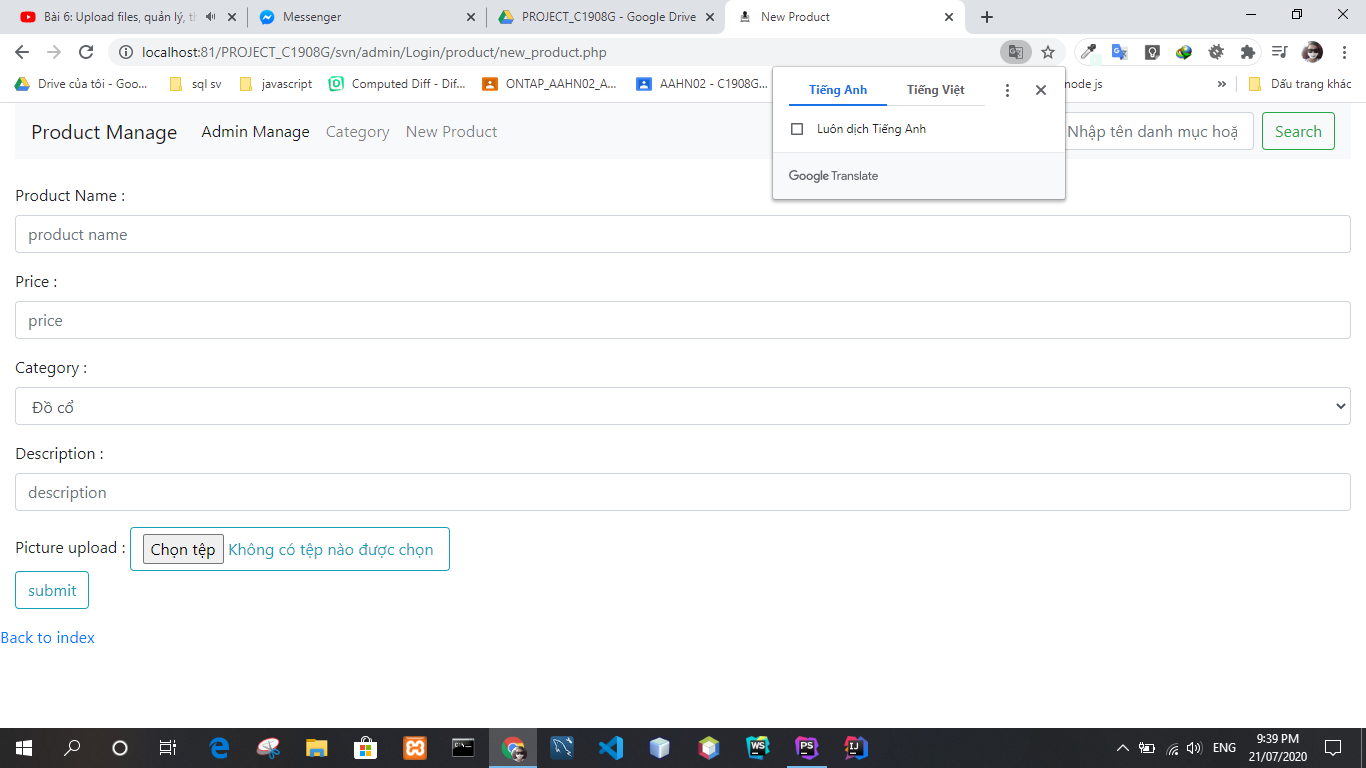 Bài 6: Upload files, quản lý, th
Messenger
PROJECT_C1908G - Google Drive
New Product
localhost:81/PROJECT_C1908G/svn/admin/Login/product/new_product.php
Drive của tôi - Goo...
sql sv
javascript
Computed Diff - Dif...
ONTAP_AAHN02_A...
AAHN02 - C1908G...
node js
»
Dấu trang khác
Tiếng Anh
Tiếng Việt
Luôn dịch Tiếng Anh
Google Translate
Product Manage
Admin Manage
Category
New Product
Nhập tên danh mục hoặ
Search
Product Name :
product name
Price :
price
Category :
Đồ cổ
Description :
description
Picture upload :
Chọn tệp
Không có tệp nào được chọn
submit
Back to index
WS
PS
IJ
ENG
9:39 PM
21/07/2020